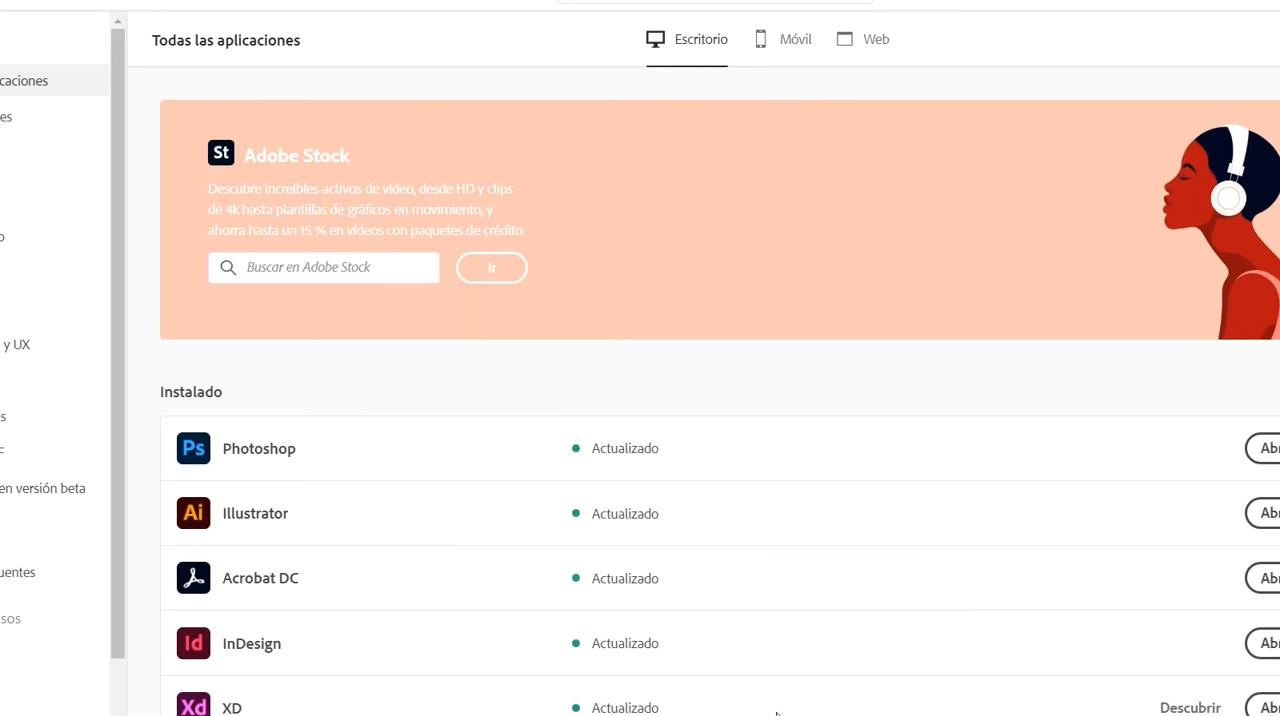 Todas las aplicaciones
Escritorio
Móvil
Web
caciones
es
o
y UX
s
en versión beta
uentes
sos
St Adobe Stock
Descubre increíbles activos de vídeo, desde HD y clips
de 4k hasta plantillas de gráficos en movimiento, y
ahorra hasta un 15 % en vídeos con paquetes de crédito.
Buscar en Adobe Stock
Ir
Instalado
Ps Photoshop Actualizado Abr
Ai Illustrator Actualizado Abr
Acrobat DC Actualizado Abr
Id InDesign Actualizado Abr
Xd XD Actualizado Descubrir Abr